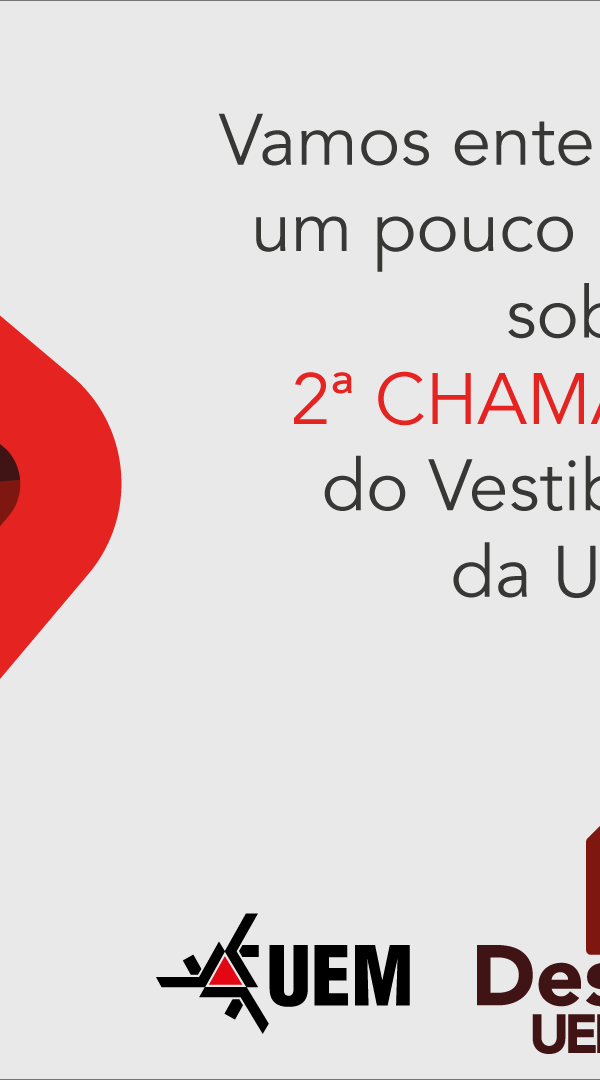 Vamos ente
um pouco
sob
2ª CHAMA
do Vestib
da U
UEM
Des
UE